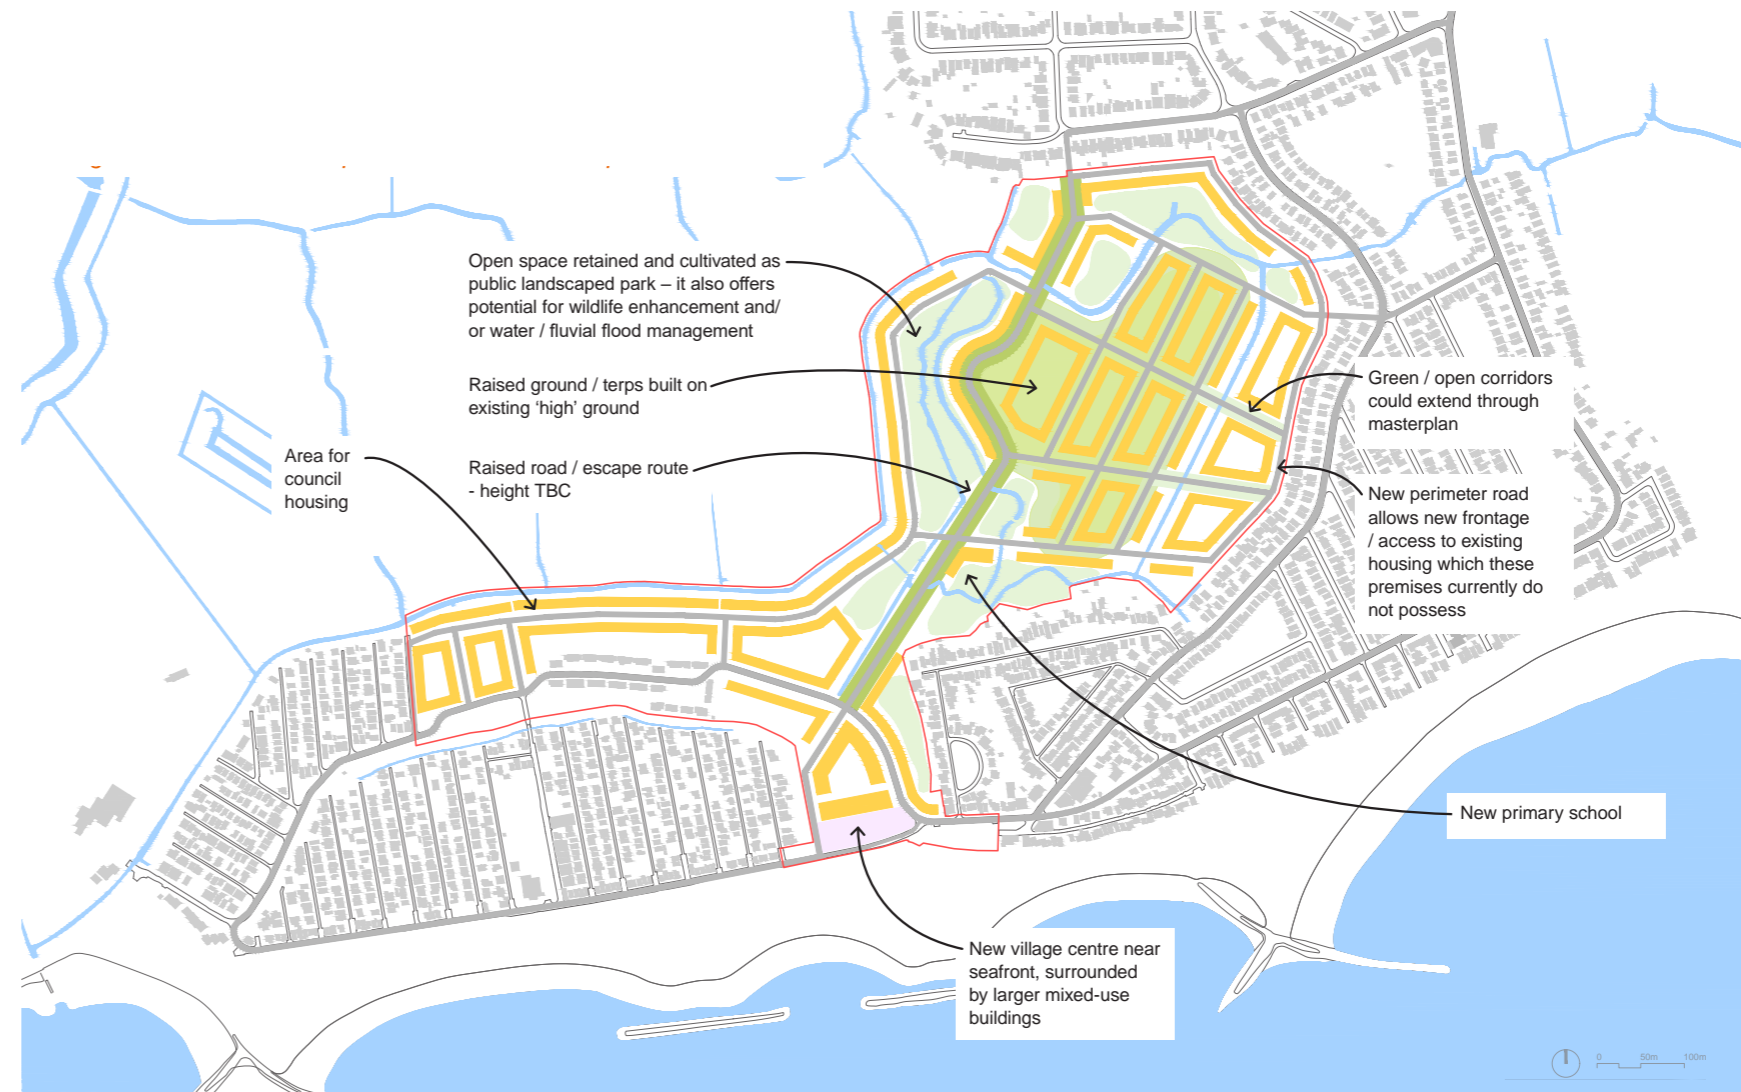 Open space retained and cultivated as
public landscaped park – it also offers
potential for wildlife enhancement and/
or water / fluvial flood management
Raised ground / terps built on
existing ‘high’ ground
Raised road / escape route
- height TBC
Area for
council
housing
Green / open corridors
could extend through
masterplan
New perimeter road
allows new frontage
/ access to existing
housing which these
premises currently do
not possess
New primary school
New village centre near
seafront, surrounded
by larger mixed-use
buildings
0 50m 100m